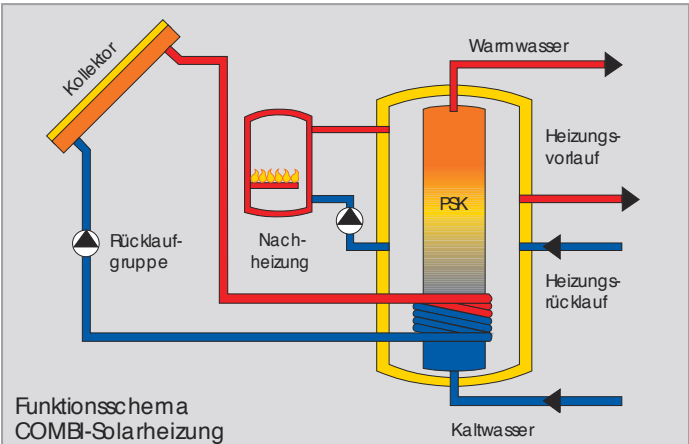 Kollektor
Warmwasser
Heizungs-
vorlauf
PSK
Rücklauf-
gruppe
Nach-
heizung
Heizungs-
rücklauf
Funktionsschema
COMBI-Solarheizung
Kaltwasser